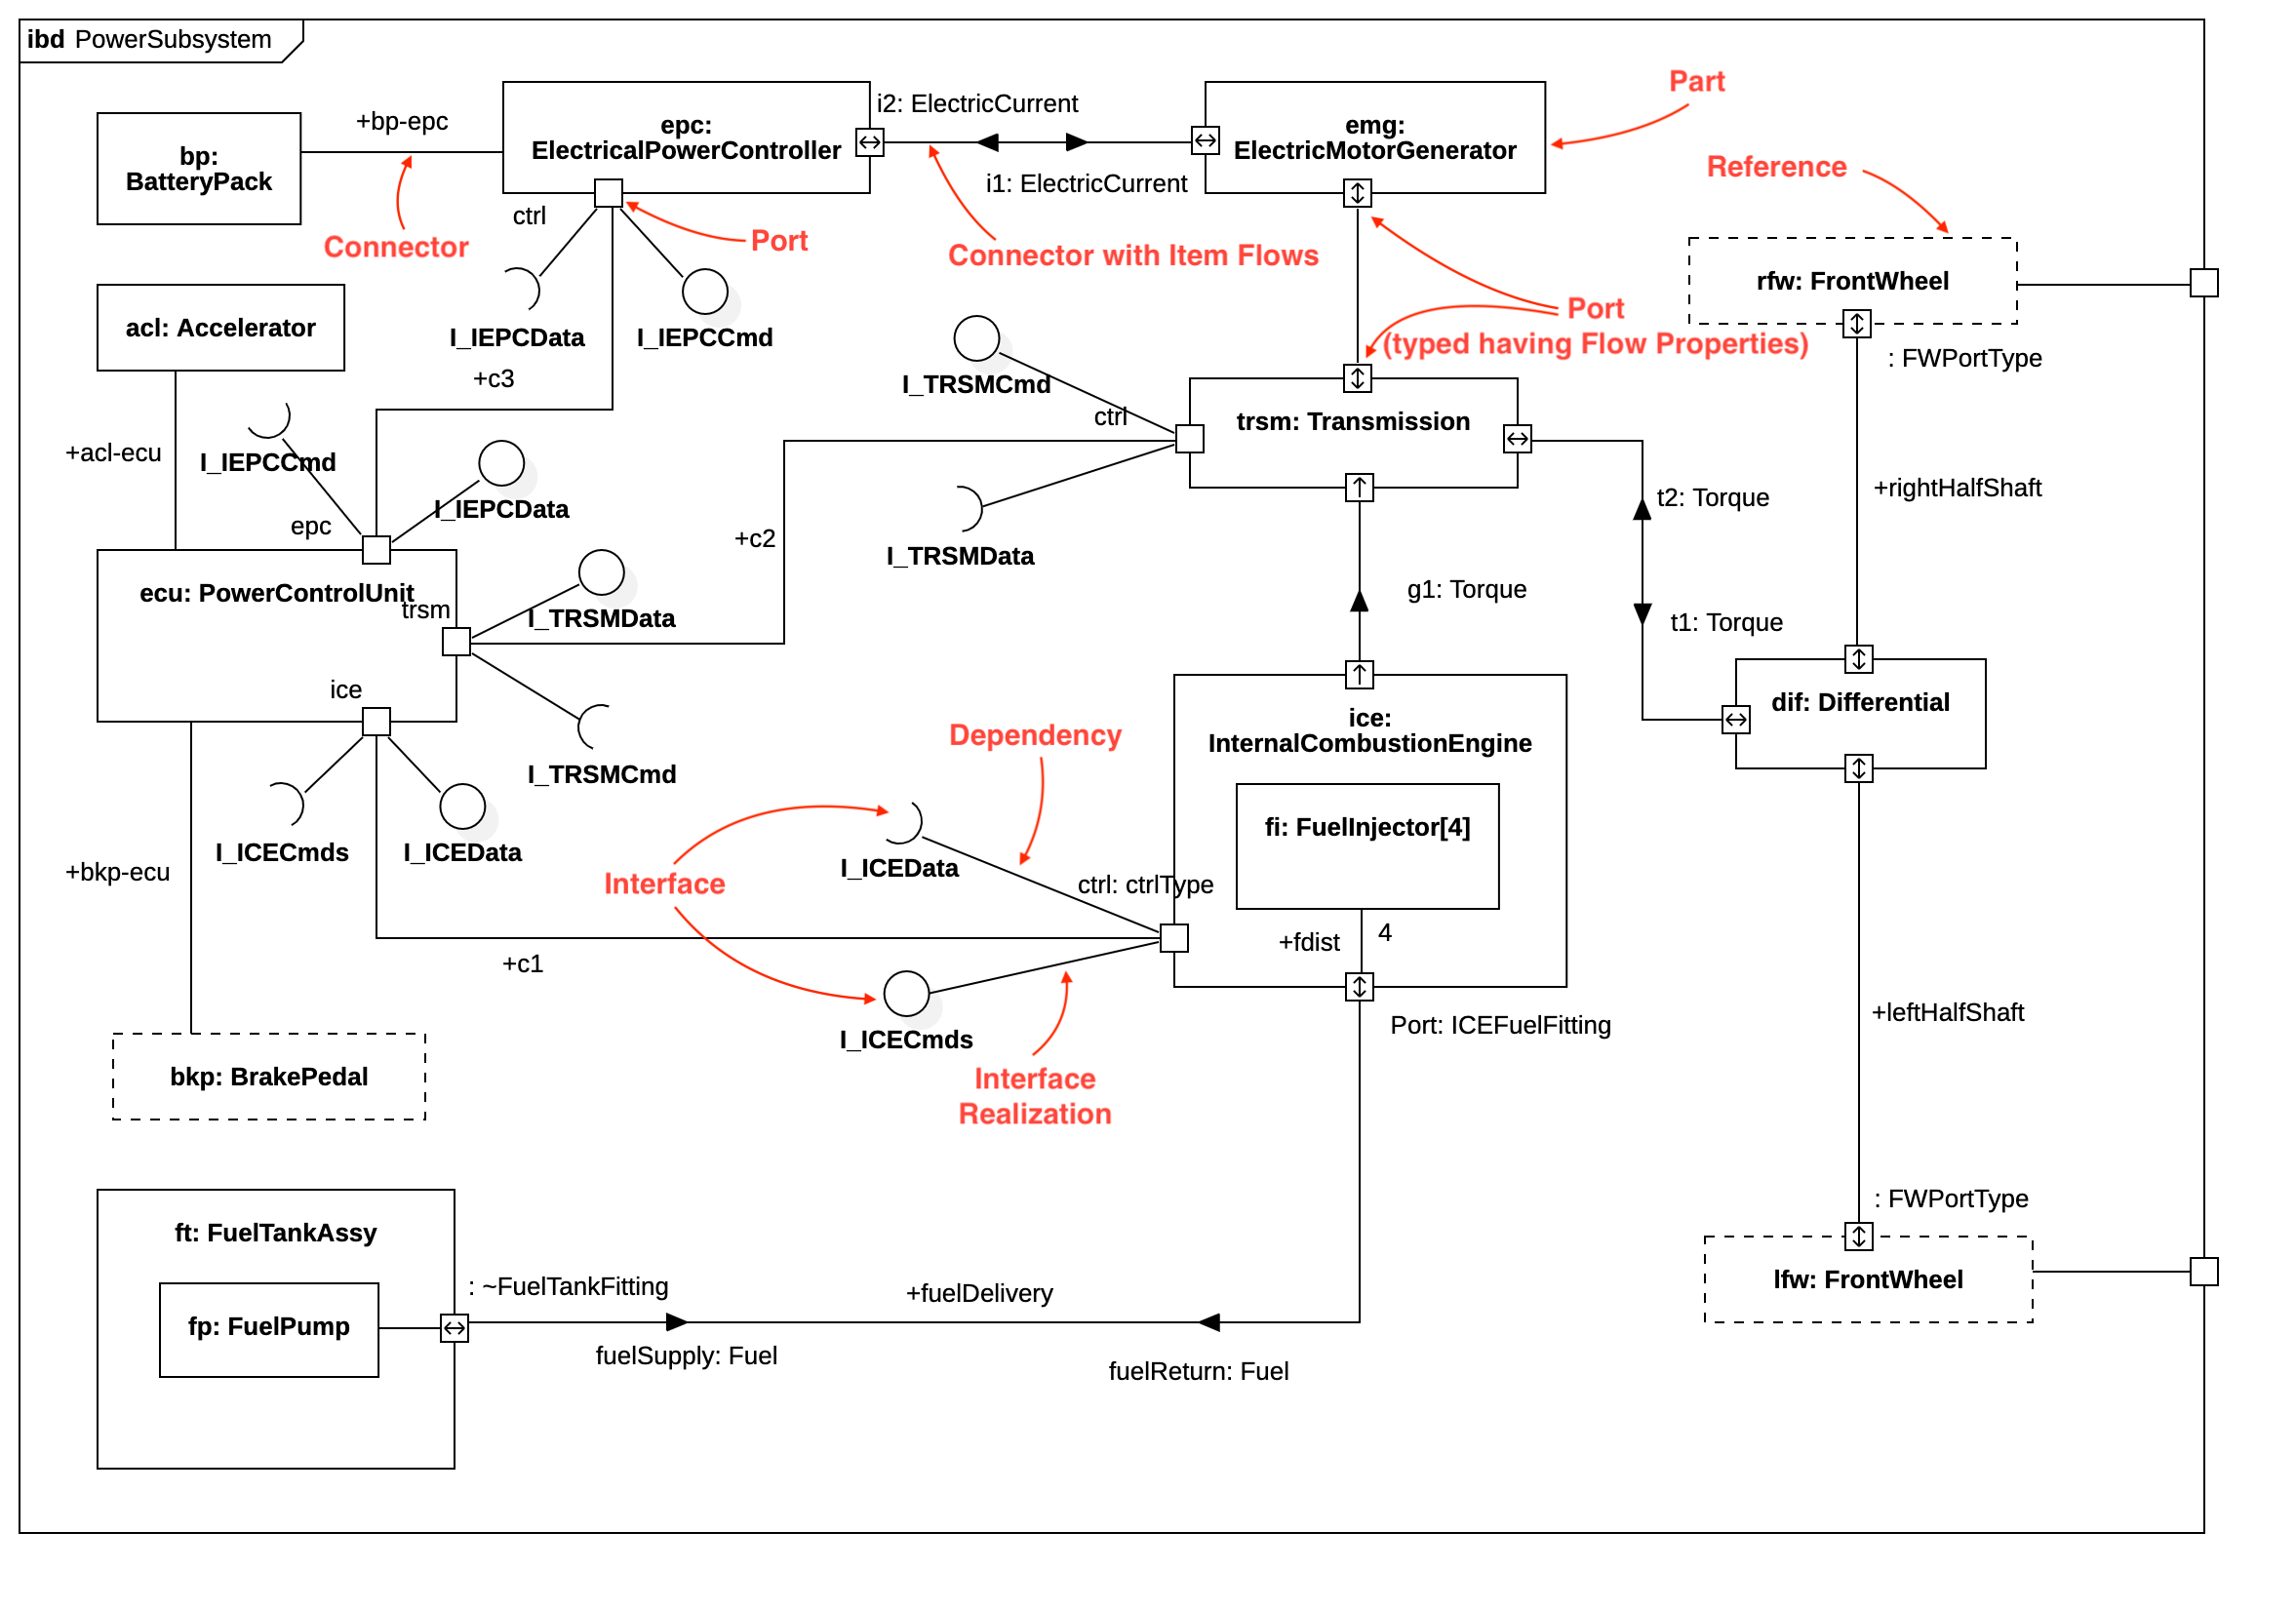 ibd PowerSubsystem
Part
i2: ElectricCurrent
+bp-epc
epc:
ElectricalPowerController
emg:
ElectricMotorGenerator
bp:
BatteryPack
Reference
i1: ElectricCurrent
ctrl
Port
Connector
Connector with Item Flows
rfw: FrontWheel
Port
(typed having Flow Properties)
acl: Accelerator
I_IEPCData
I_IEPCCmd
: FWPortType
+c3
I_TRSMCmd
ctrl
trsm: Transmission
+acl-ecu
I_IEPCCmd
+rightHalfShaft
t2: Torque
I_IEPCData
epc
+c2
I_TRSMData
g1: Torque
ecu: PowerControlUnit
trsm
I_TRSMData
t1: Torque
ice
dif: Differential
ice:
InternalCombustionEngine
Dependency
I_TRSMCmd
fi: FuelInjector[4]
I_ICECmds
I_ICEData
+bkp-ecu
I_ICEData
Interface
ctrl: ctrlType
+fdist
4
+c1
+leftHalfShaft
Port: ICEFuelFitting
I_ICECmds
bkp: BrakePedal
Interface
Realization
: FWPortType
ft: FuelTankAssy
lfw: FrontWheel
: ~FuelTankFitting
+fuelDelivery
fp: FuelPump
fuelSupply: Fuel
fuelReturn: Fuel